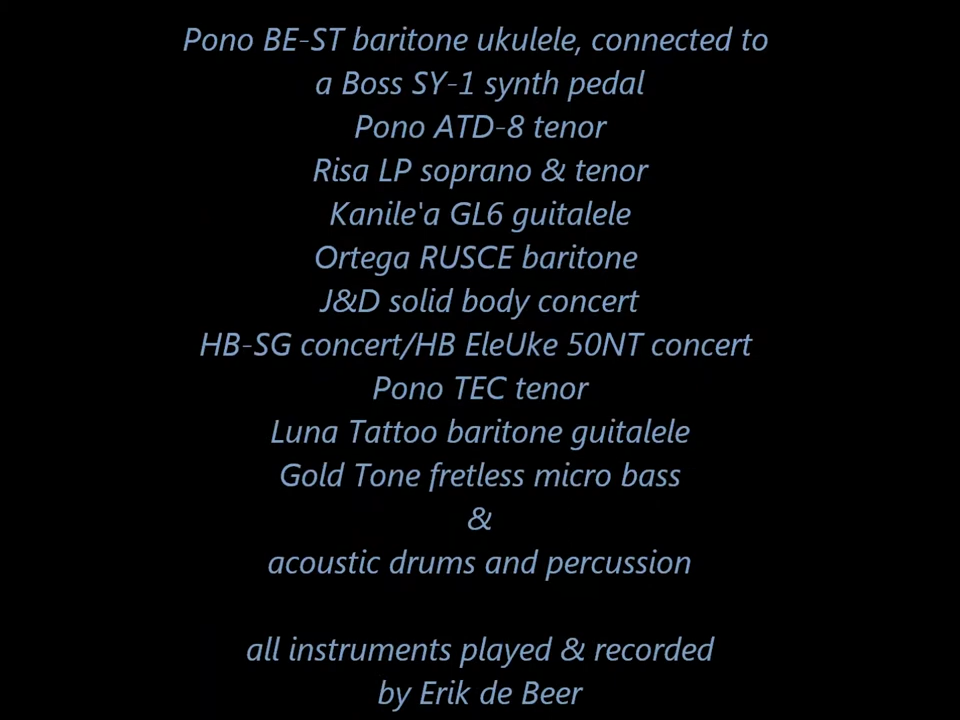 Pono BE-ST baritone ukulele, connected to
a Boss SY-1 synth pedal
Pono ATD-8 tenor
Risa LP soprano & tenor
Kanile'a GL6 guitalele
Ortega RUSCE baritone
J&D solid body concert
HB-SG concert/HB EleUke 50NT concert
Pono TEC tenor
Luna Tattoo baritone guitalele
Gold Tone fretless micro bass
&
acoustic drums and percussion
all instruments played & recorded
by Erik de Beer